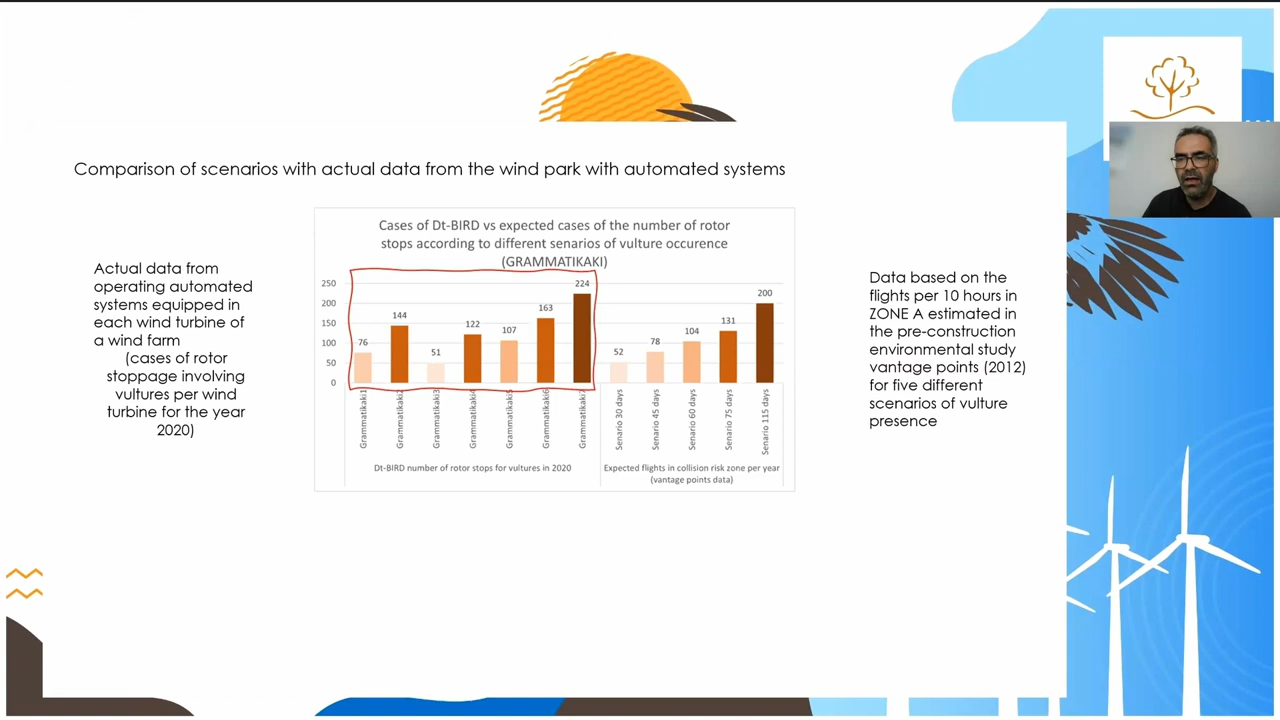 Comparison of scenarios with actual data from the wind park with automated systems
Actual data from
operating automated
systems equipped in
each wind turbine of
a wind farm
(cases of rotor
stoppage involving
vultures per wind
turbine for the year
2020)
Cases of Dt-BIRD vs expected cases of the number of rotor
stops according to different senarios of vulture occurence
(GRAMMATIKAKI)
250
200
150
100
50
0
76
144
51
122
107
163
224
52
78
104
131
200
Grammatikaki1
Grammatikaki2
Grammatikaki3
Grammatikaki4
Grammatikaki5
Grammatikaki6
Grammatikaki7
Senario 30 days
Senario 45 days
Senario 60 days
Senario 75 days
Senario 115 days
Dt-BIRD number of rotor stops for vultures in 2020
Expected flights in collision risk zone per year
(vantage points data)
Data based on the
flights per 10 hours in
ZONE A estimated in
the pre-construction
environmental study
vantage points (2012)
for five different
scenarios of vulture
presence